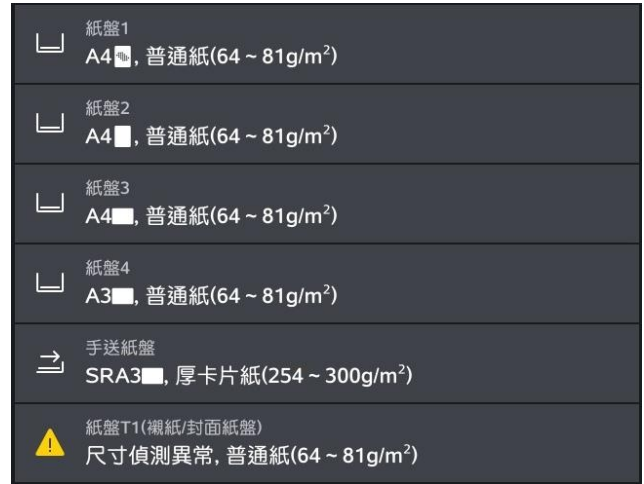 紙盤1
A4, 普通紙(64 ~ 81g/m²)
紙盤2
A4, 普通紙(64 ~ 81g/m²)
紙盤3
A4, 普通紙(64 ~ 81g/m²)
紙盤4
A3, 普通紙(64 ~ 81g/m²)
手送紙盤
SRA3, 厚卡片紙(254 ~ 300g/m²)
紙盤T1(襯紙/封面紙盤)
尺寸偵測異常, 普通紙(64 ~ 81g/m²)